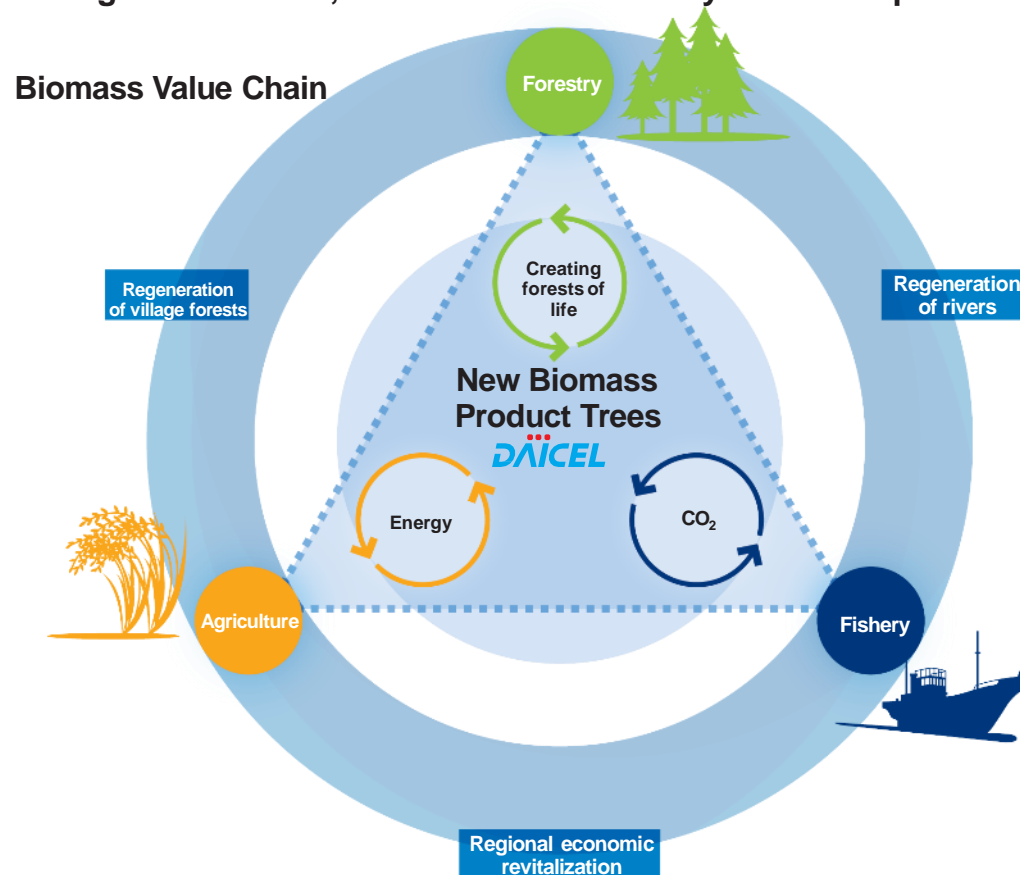 Biomass Value Chain
Forestry
Creating
forests of
life
Regeneration
of village forests
Regeneration
of rivers
New Biomass
Product Trees
DAICEL
Energy
CO₂
Agriculture
Fishery
Regional economic
revitalization